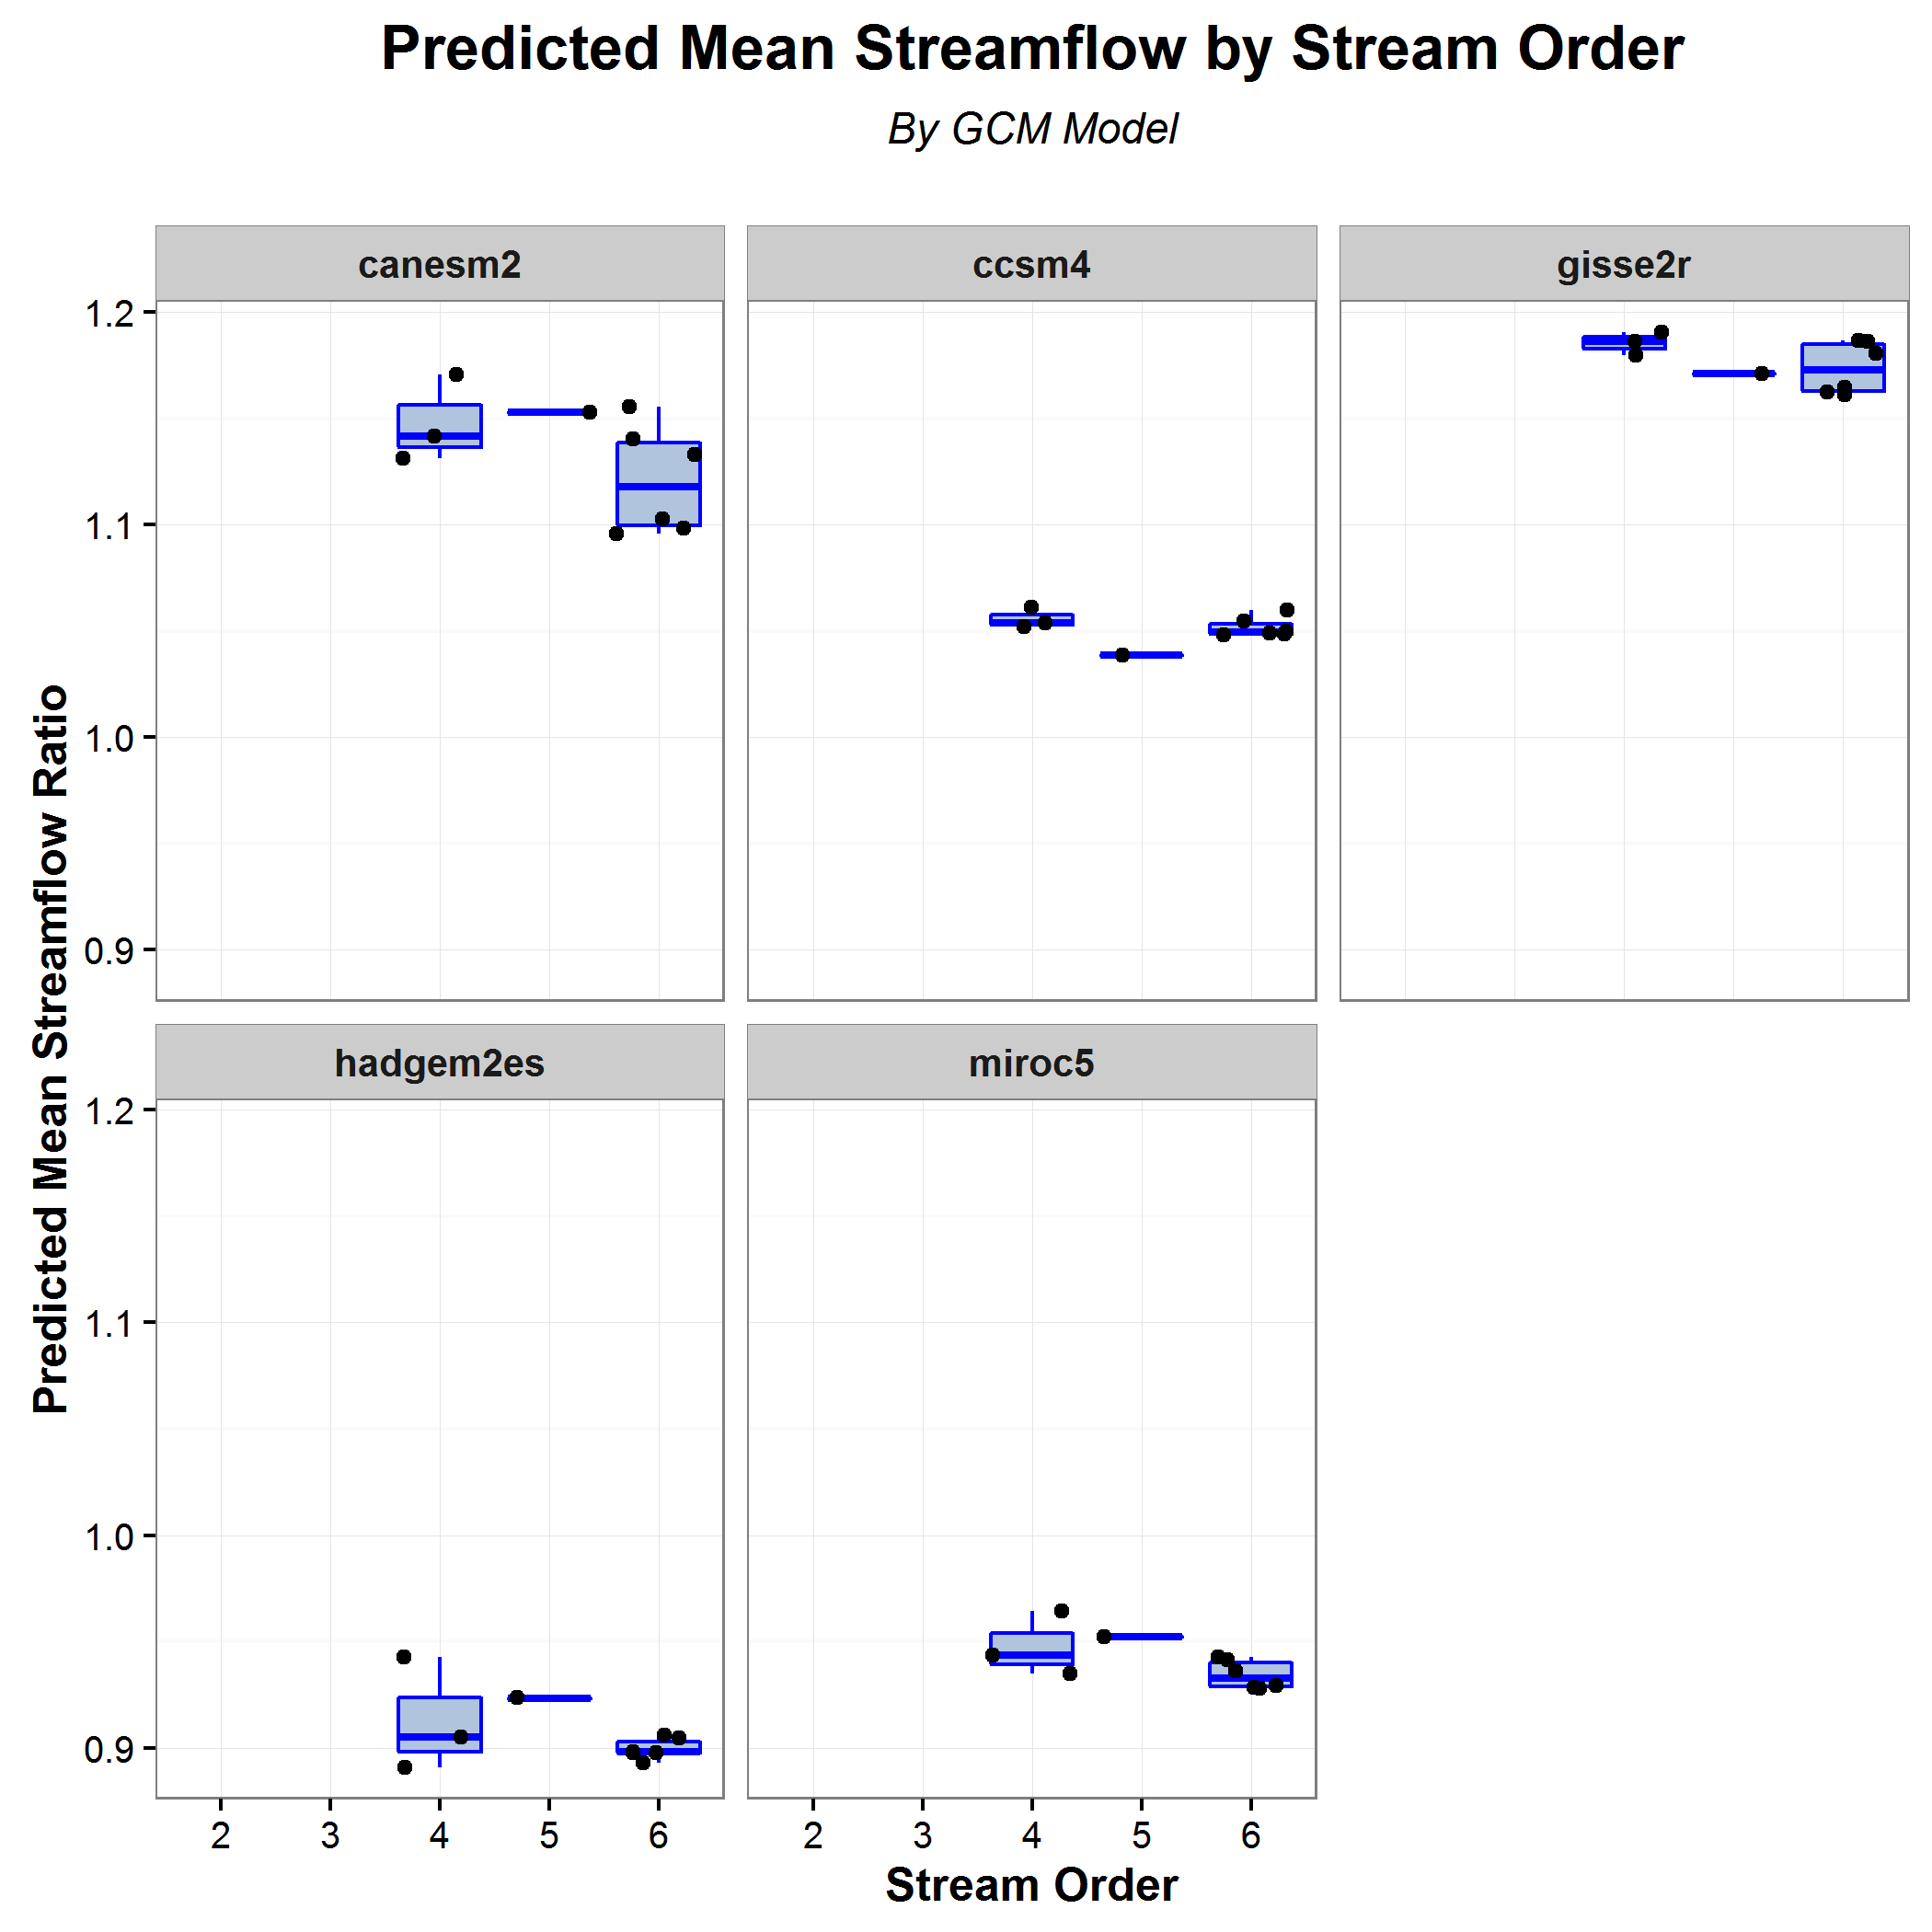 Predicted Mean Streamflow by Stream Order
By GCM Model
canesm2
ccsm4
gisse2r
1.2
1.1
1.0
0.9
Predicted Mean Streamflow Ratio
hadgem2es
miroc5
1.2
1.1
1.0
0.9
2 3 4 5 6
2 3 4 5 6
Stream Order